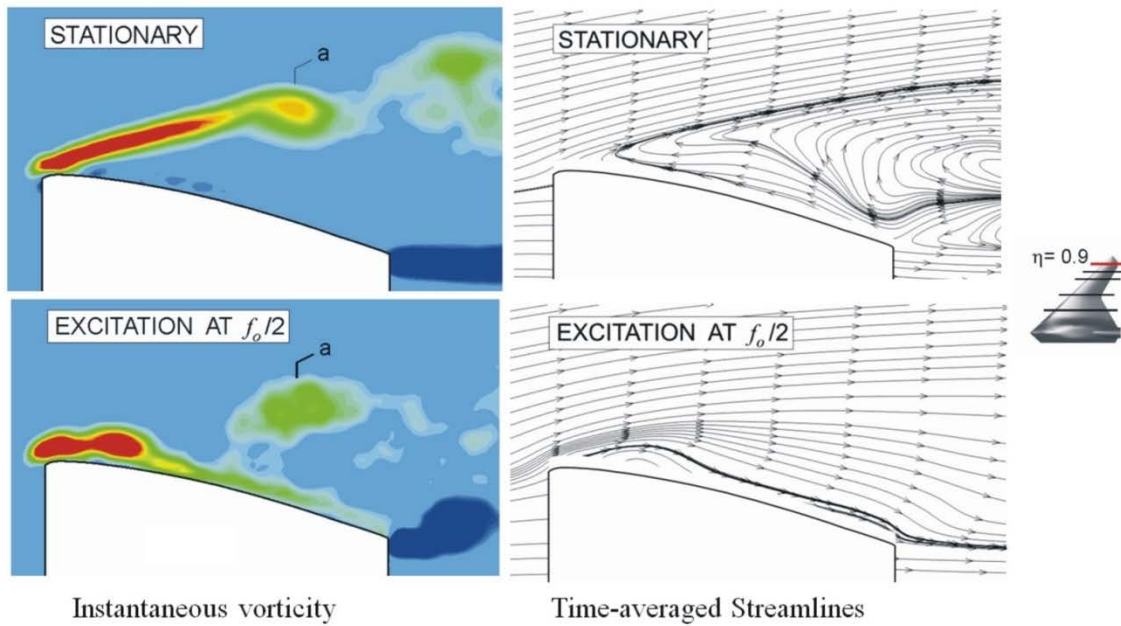 STATIONARY
a
STATIONARY
η= 0.9
EXCITATION AT fₒ/2
a
EXCITATION AT fₒ/2
Instantaneous vorticity
Time-averaged Streamlines